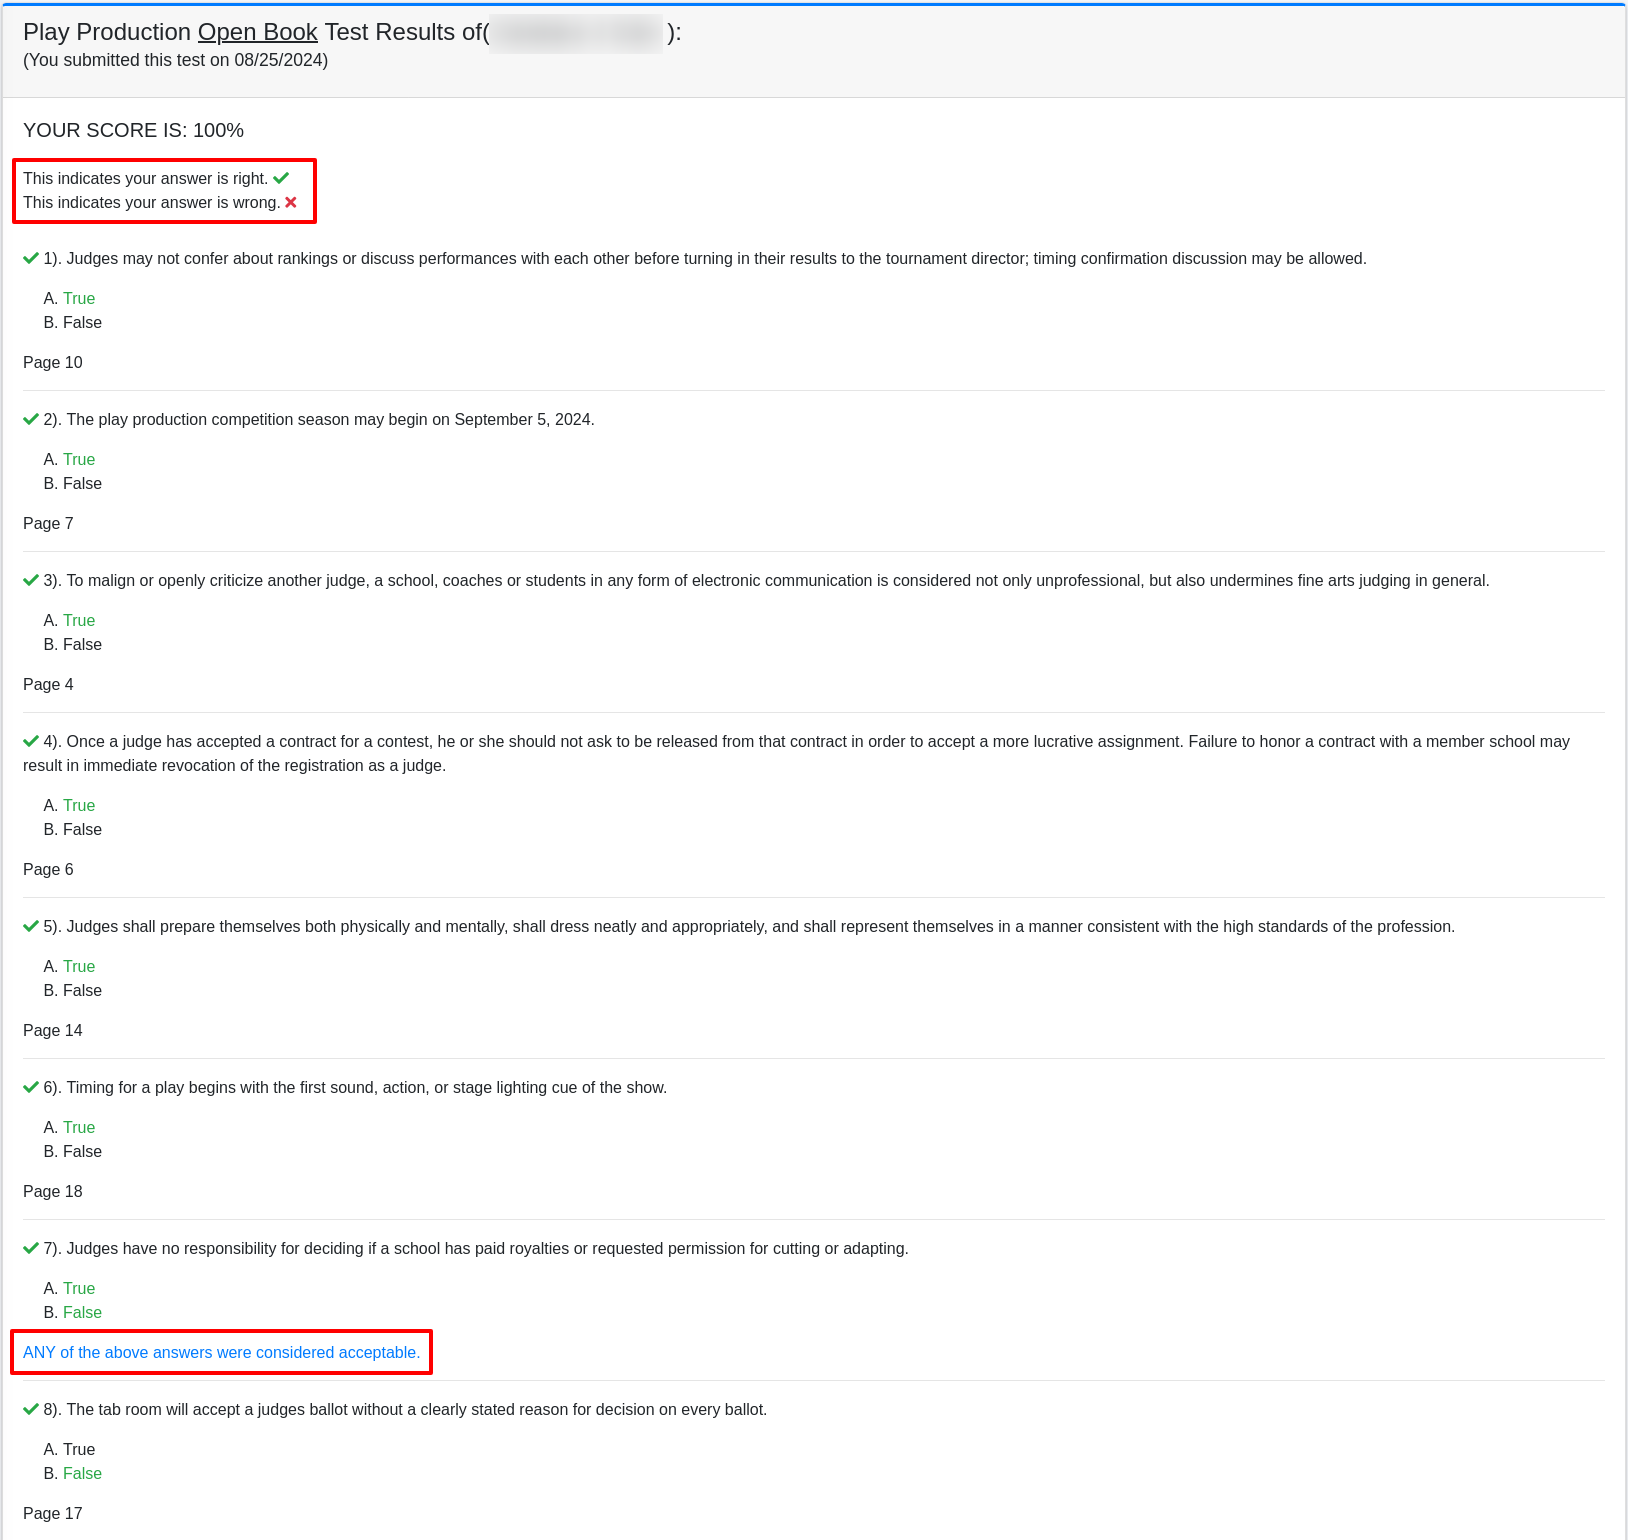 Play Production Open Book Test Results of( ):
(You submitted this test on 08/25/2024)
YOUR SCORE IS: 100%
This indicates your answer is right.
This indicates your answer is wrong.
1). Judges may not confer about rankings or discuss performances with each other before turning in their results to the tournament director; timing confirmation discussion may be allowed.
A. True
B. False
Page 10
2). The play production competition season may begin on September 5, 2024.
A. True
B. False
Page 7
3). To malign or openly criticize another judge, a school, coaches or students in any form of electronic communication is considered not only unprofessional, but also undermines fine arts judging in general.
A. True
B. False
Page 4
4). Once a judge has accepted a contract for a contest, he or she should not ask to be released from that contract in order to accept a more lucrative assignment. Failure to honor a contract with a member school may
result in immediate revocation of the registration as a judge.
A. True
B. False
Page 6
5). Judges shall prepare themselves both physically and mentally, shall dress neatly and appropriately, and shall represent themselves in a manner consistent with the high standards of the profession.
A. True
B. False
Page 14
6). Timing for a play begins with the first sound, action, or stage lighting cue of the show.
A. True
B. False
Page 18
7). Judges have no responsibility for deciding if a school has paid royalties or requested permission for cutting or adapting.
A. True
B. False
ANY of the above answers were considered acceptable.
8). The tab room will accept a judges ballot without a clearly stated reason for decision on every ballot.
A. True
B. False
Page 17